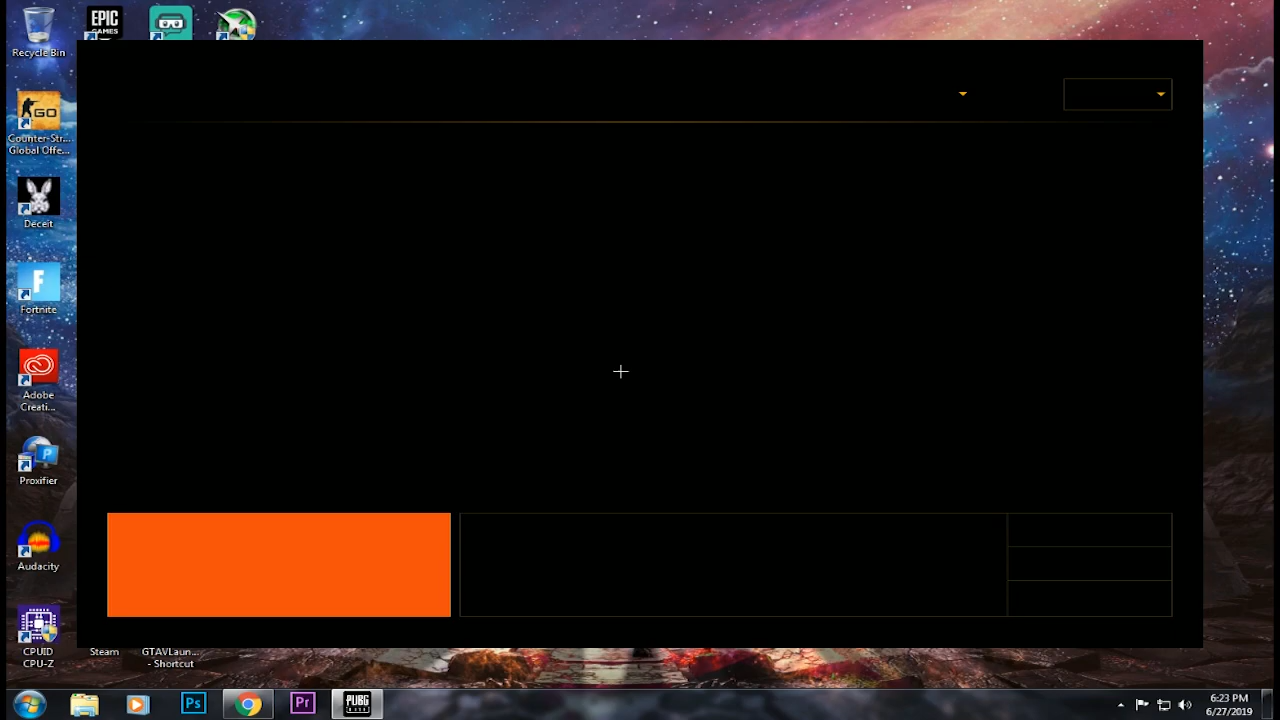 EPIC
GAMES
Recycle Bin
GO
Counter-Str...
Global Offe...
Deceit
F
Fortnite
Adobe
Creati...
P
Proxifier
Audacity
CPUID
CPU-Z
Steam
GTAVLaun...
- Shortcut
Ps
Pr
PUBG
6:23 PM
6/27/2019